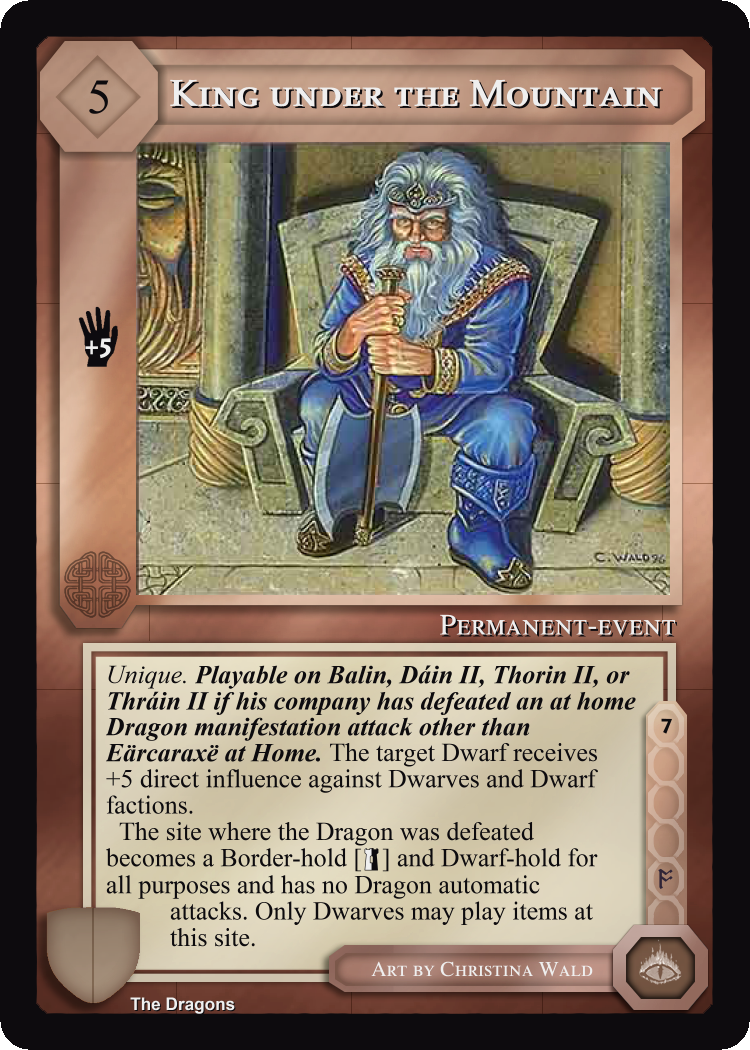 5
KING UNDER THE MOUNTAIN
+5
C. WALD 96
PERMANENT-EVENT
Unique. Playable on Balin, Dáin II, Thorin II, or
Thráin II if his company has defeated an at home
Dragon manifestation attack other than
Eärcaraxë at Home. The target Dwarf receives
+5 direct influence against Dwarves and Dwarf
factions.
The site where the Dragon was defeated
becomes a Border-hold [ ] and Dwarf-hold for
all purposes and has no Dragon automatic
attacks. Only Dwarves may play items at
this site.
7
ᚩ
ART BY CHRISTINA WALD
The Dragons